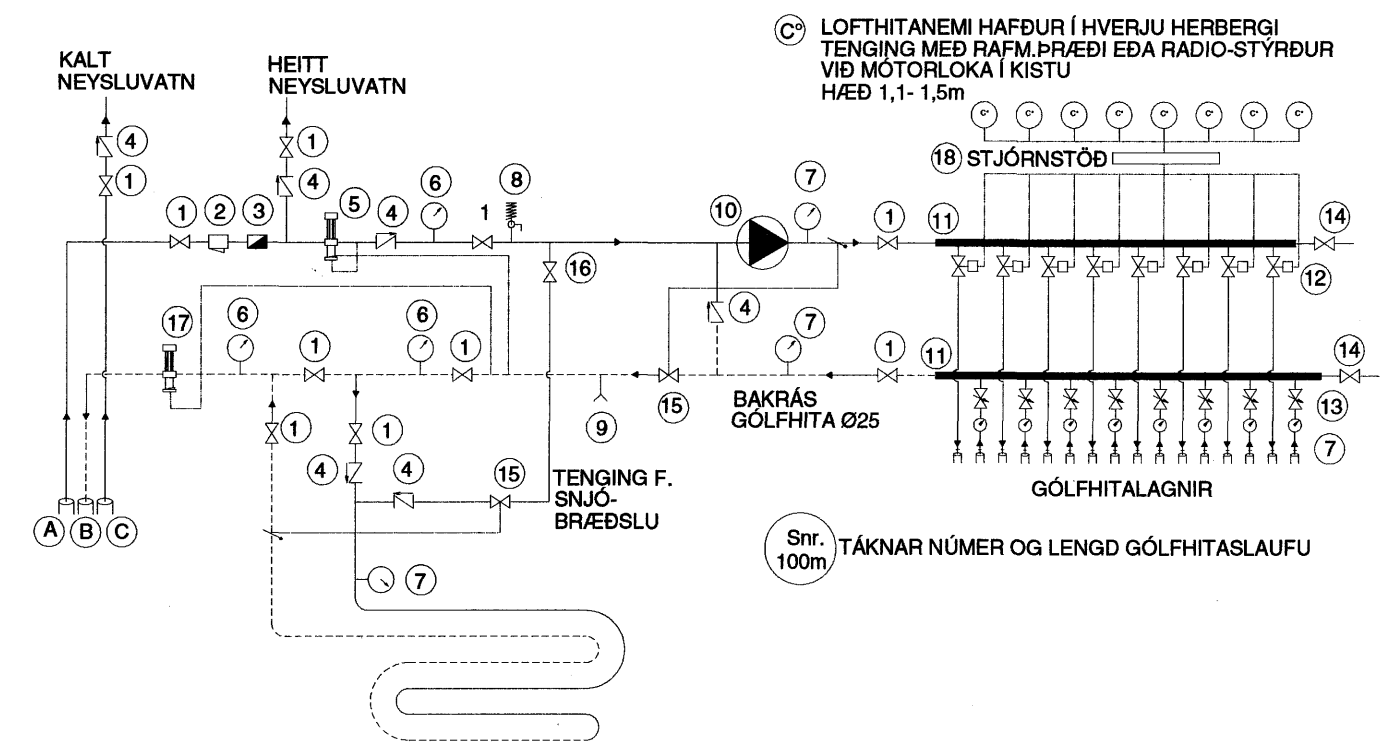 C° LOFTHITANEMI HAFÐUR Í HVERJU HERBERGI
TENGING MEÐ RAFM.ÞRÆÐI EÐA RADIO-STÝRÐUR
VIÐ MÓTORLOKA Í KISTU
HÆÐ 1,1- 1,5m
KALT
NEYSLUVATN
HEITT
NEYSLUVATN
C° C° C° C° C° C° C° C°
4
1
18 STJÓRNSTÖÐ
1
4
6
8
7
1
2
3
5
4
1
10
1
11
14
16
12
17
6
6
4
7
1
1
1
11
14
15
9
BAKRÁS
GÓLFHITA Ø25
13
1
1
7
4
4
15
TENGING F.
SNJÓ-
BRÆÐSLU
GÓLFHITALAGNIR
A B C
Snr.
100m
TÁKNAR NÚMER OG LENGD GÓLFHITASLAUFU
7